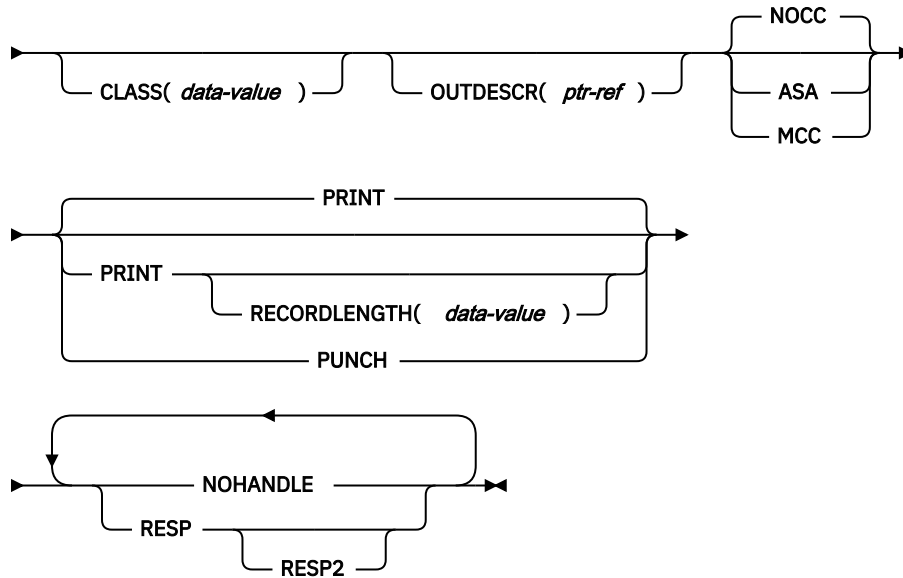 NOCC
CLASS( data-value )
OUTDESCR( ptr-ref )
ASA
MCC
PRINT
PRINT
RECORDLENGTH( data-value )
PUNCH
NOHANDLE
RESP
RESP2